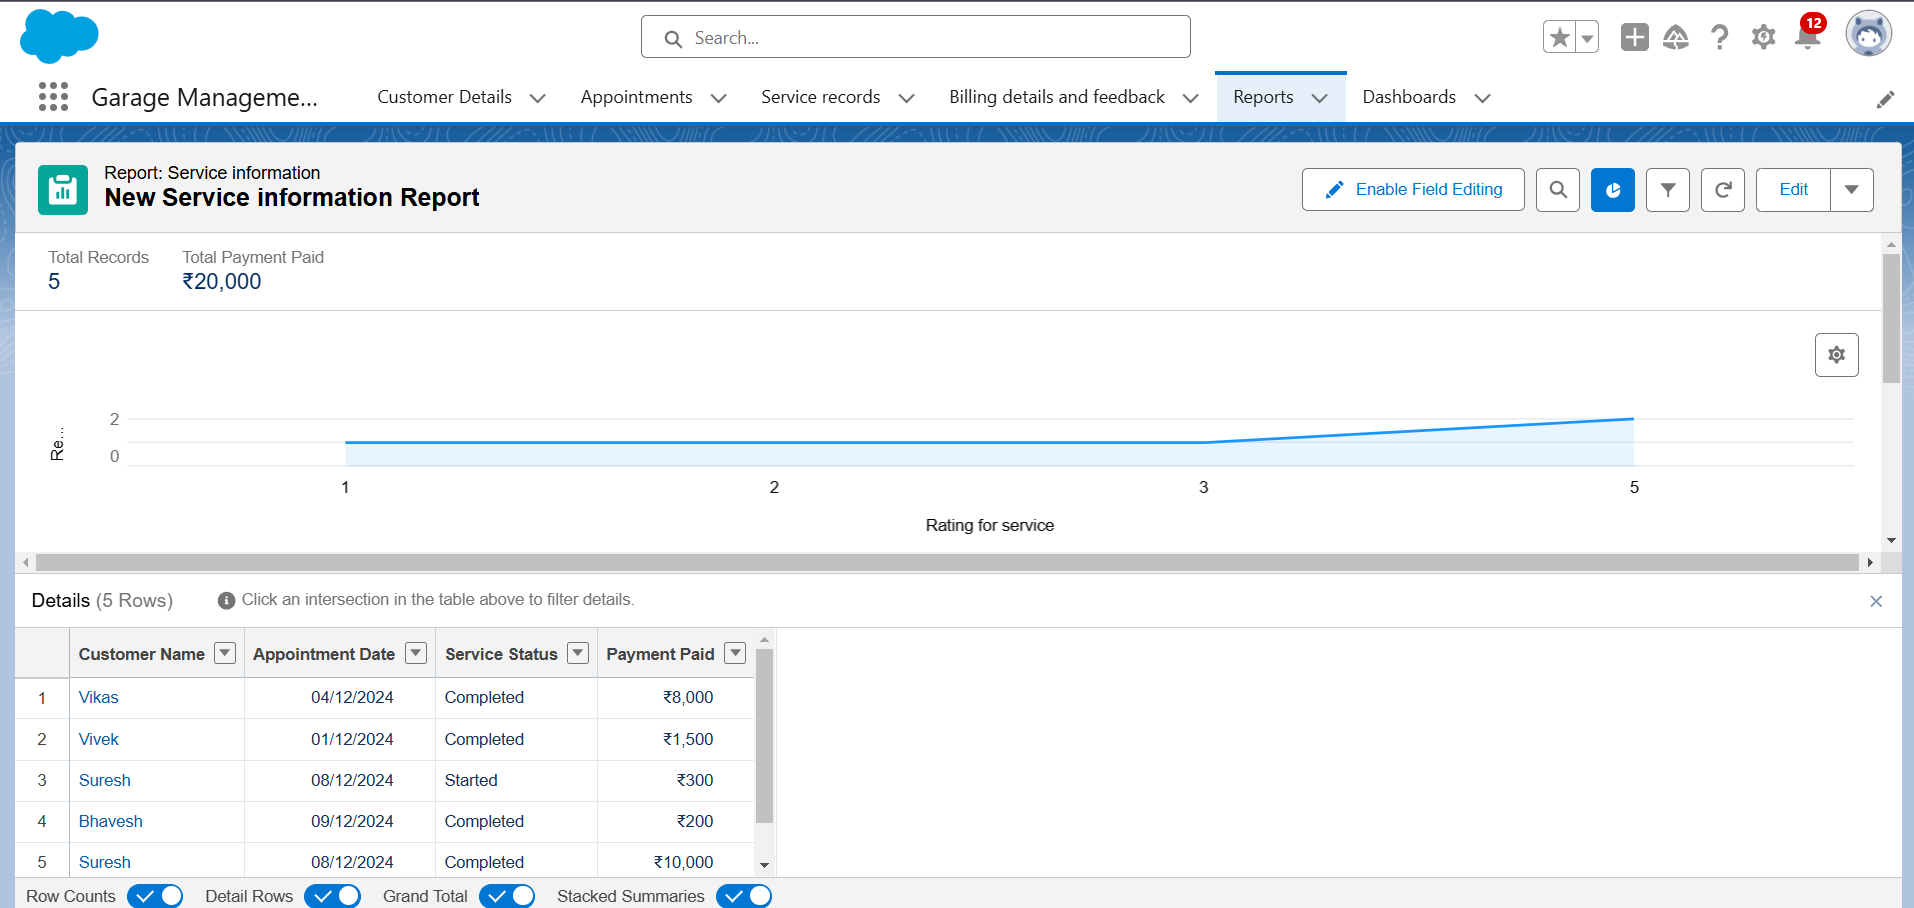 Search...
12
Garage Manageme...
Customer Details
Appointments
Service records
Billing details and feedback
Reports
Dashboards
Report: Service information
New Service information Report
Enable Field Editing
Edit
Total Records
5
Total Payment Paid
₹20,000
Re...
2
0
1 2 3 5
Rating for service
Details (5 Rows)
Click an intersection in the table above to filter details.
Customer Name Appointment Date Service Status Payment Paid
1 Vikas 04/12/2024 Completed ₹8,000
2 Vivek 01/12/2024 Completed ₹1,500
3 Suresh 08/12/2024 Started ₹300
4 Bhavesh 09/12/2024 Completed ₹200
5 Suresh 08/12/2024 Completed ₹10,000
Row Counts Detail Rows Grand Total Stacked Summaries